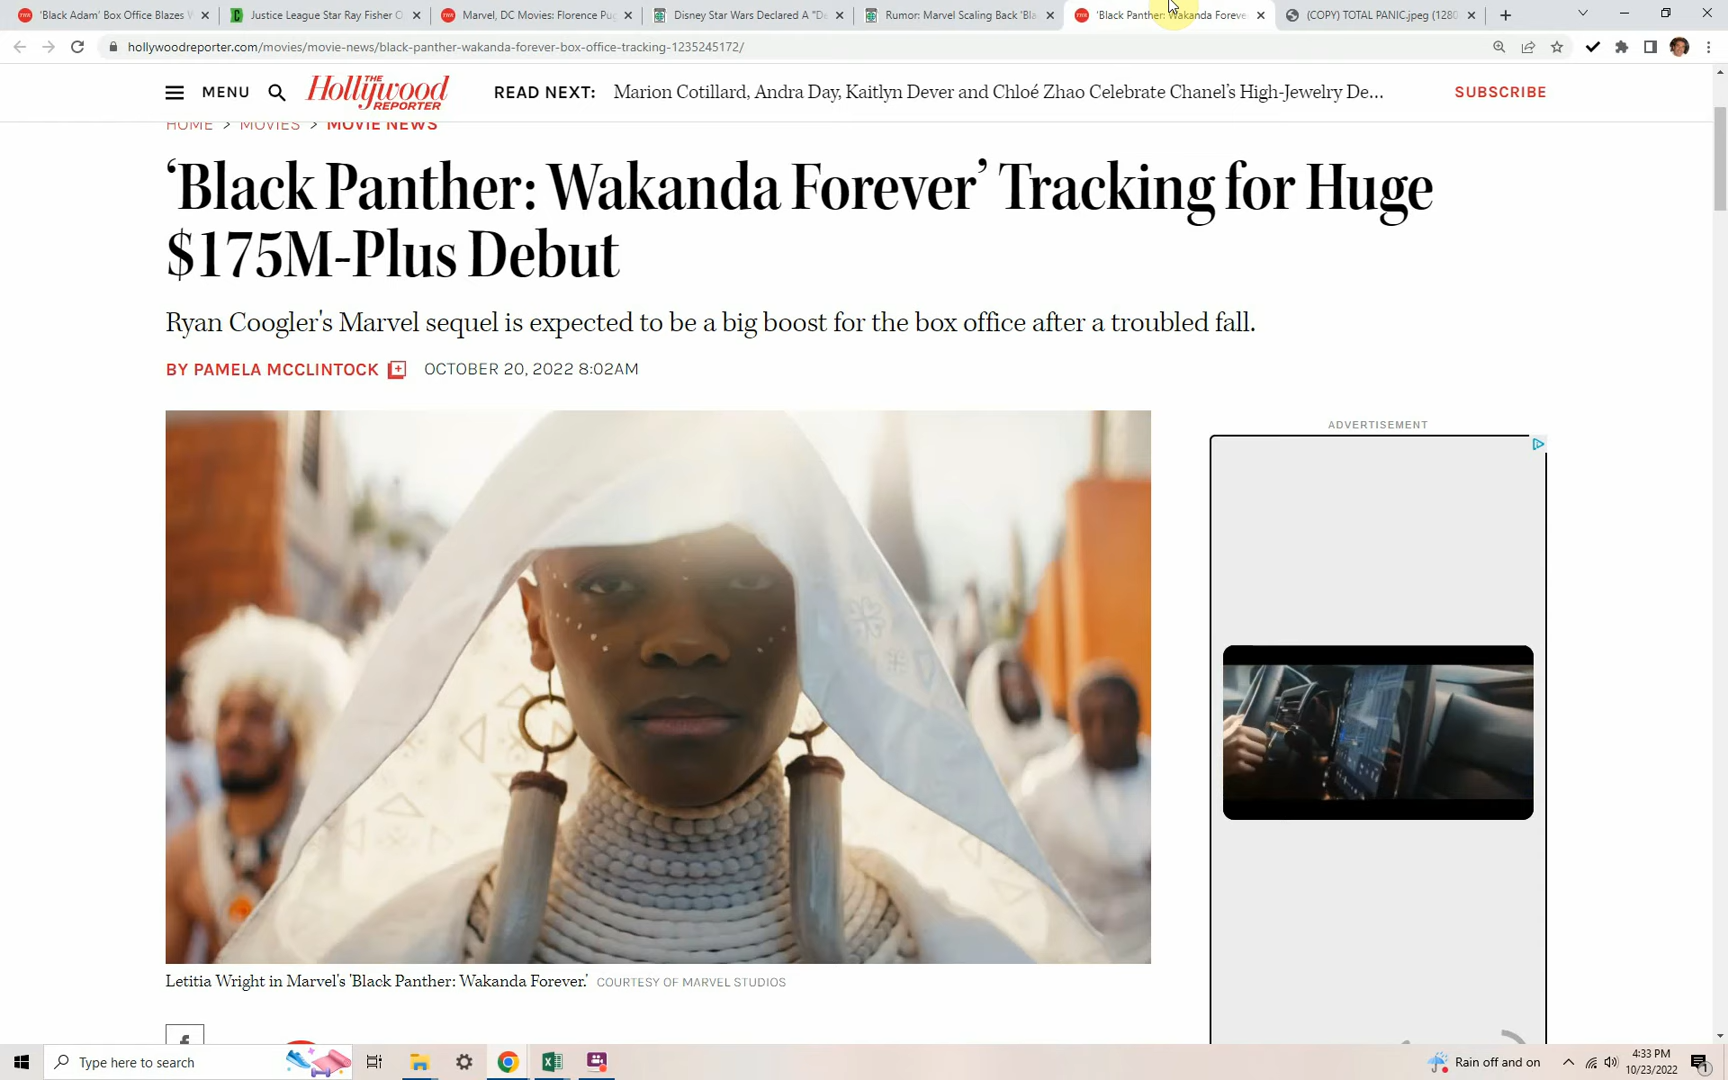 'Black Adam' Box Office Blazes W
Justice League Star Ray Fisher O
Marvel, DC Movies: Florence Pug
Disney Star Wars Declared A "De
Rumor: Marvel Scaling Back 'Bla
'Black Panther: Wakanda Foreve
(COPY) TOTAL PANIC.jpeg (1280
hollywoodreporter.com/movies/movie-news/black-panther-wakanda-forever-box-office-tracking-1235245172/
MENU
THE
Hollywood
REPORTER
READ NEXT: Marion Cotillard, Andra Day, Kaitlyn Dever and Chloé Zhao Celebrate Chanel's High-Jewelry De...
SUBSCRIBE
HOME > MOVIES > MOVIE NEWS
'Black Panther: Wakanda Forever' Tracking for Huge
$175M-Plus Debut
Ryan Coogler's Marvel sequel is expected to be a big boost for the box office after a troubled fall.
BY PAMELA MCCLINTOCK OCTOBER 20, 2022 8:02AM
ADVERTISEMENT
Letitia Wright in Marvel's 'Black Panther: Wakanda Forever.' COURTESY OF MARVEL STUDIOS
Type here to search
Rain off and on
4:33 PM
10/23/2022